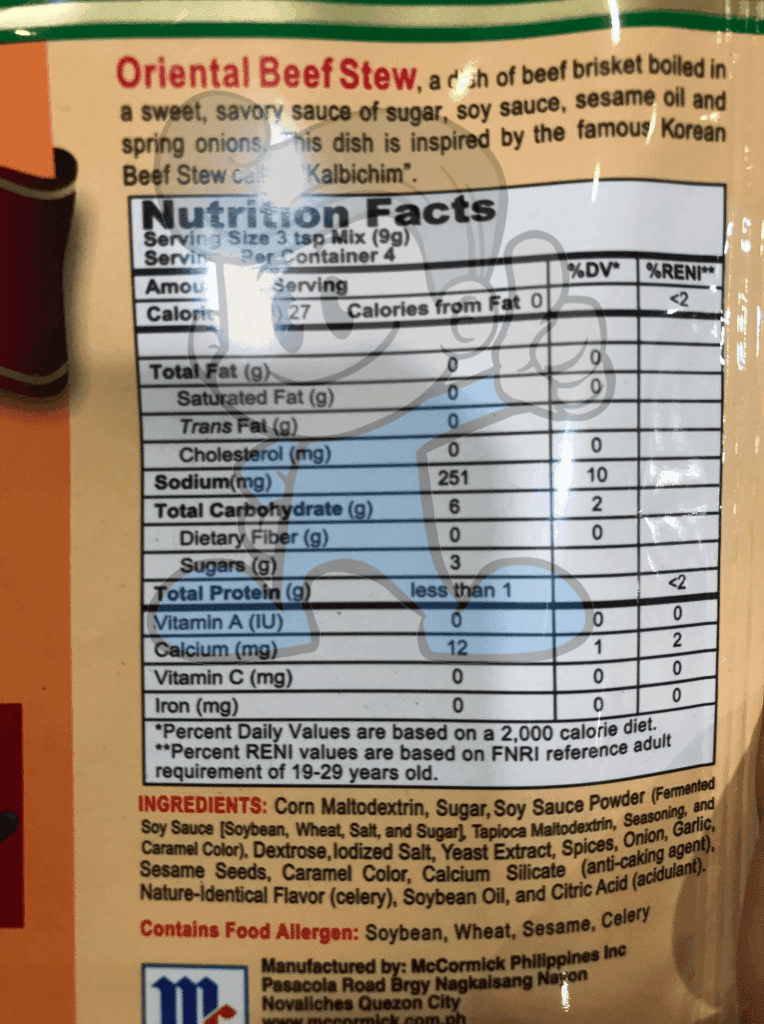 Oriental Beef Stew, a dish of beef brisket boiled in
a sweet, savory sauce of sugar, soy sauce, sesame oil and
spring onions. This dish is inspired by the famous Korean
Beef Stew "Kalbichim".
Nutrition Facts
Serving Size 3 tsp Mix (9g)
Servings Per Container 4
Amount Serving %DV* %RENI**
Calories 27 Calories from Fat 0 <2
Total Fat (g) 0 0
Saturated Fat (g) 0 0
Trans Fat (g) 0
Cholesterol (mg) 0 0
Sodium(mg) 251 10
Total Carbohydrate (g) 6 2
Dietary Fiber (g) 0 0
Sugars (g) 3
Total Protein (g) less than 1 <2
Vitamin A (IU) 0 0 0
Calcium (mg) 12 1 2
Vitamin C (mg) 0 0 0
Iron (mg) 0 0 0
*Percent Daily Values are based on a 2,000 calorie diet.
**Percent RENI values are based on FNRI reference adult
requirement of 19-29 years old.
INGREDIENTS: Corn Maltodextrin, Sugar, Soy Sauce Powder (Fermented
Soy Sauce [Soybean, Wheat, Salt, and Sugar], Tapioca Maltodextrin, Seasoning, and
Caramel Color), Dextrose, Iodized Salt, Yeast Extract, Spices, Onion, Garlic,
Sesame Seeds, Caramel Color, Calcium Silicate (anti-caking agent),
Nature-Identical Flavor (celery), Soybean Oil, and Citric Acid (acidulant).
Contains Food Allergen: Soybean, Wheat, Sesame, Celery
Manufactured by: McCormick Philippines Inc
Pasacola Road Brgy Nagkaisang Nayon
Novaliches Quezon City
www.mccormick.com.ph